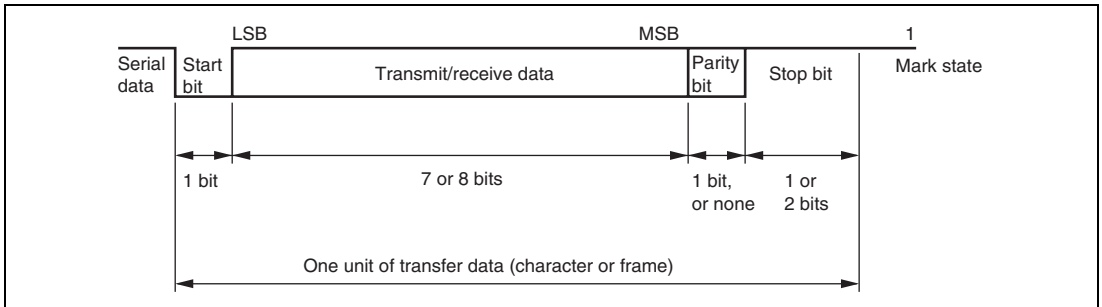 LSB
MSB
1
Serial
data
Start
bit
Transmit/receive data
Parity
bit
Stop bit
Mark state
1 bit
7 or 8 bits
1 bit,
or none
1 or
2 bits
One unit of transfer data (character or frame)